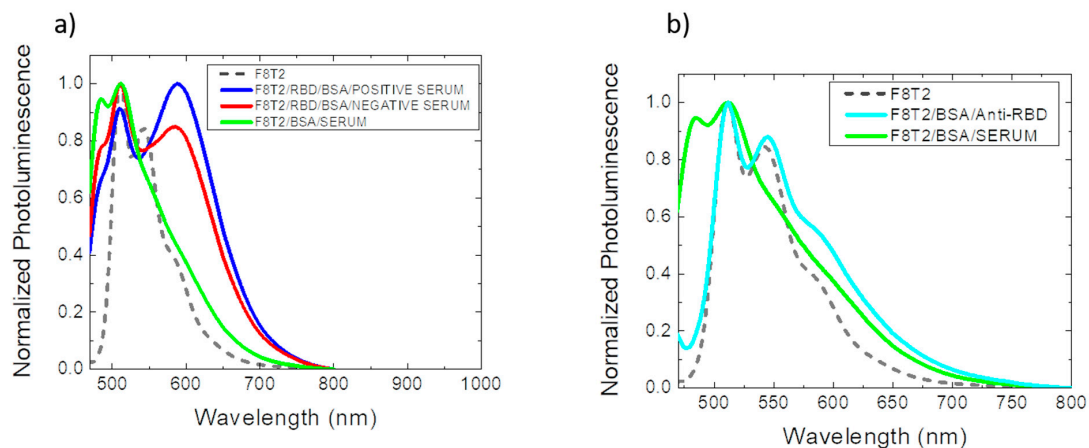 a)
Normalized Photoluminescence
1.0
0.8
0.6
0.4
0.2
0.0
F8T2
F8T2/RBD/BSA/POSITIVE SERUM
F8T2/RBD/BSA/NEGATIVE SERUM
F8T2/BSA/SERUM
500 600 700 800 900 1000
Wavelength (nm)
b)
Normalized Photoluminescence
1.0
0.8
0.6
0.4
0.2
0.0
F8T2
F8T2/BSA/Anti-RBD
F8T2/BSA/SERUM
500 550 600 650 700 750 800
Wavelength (nm)